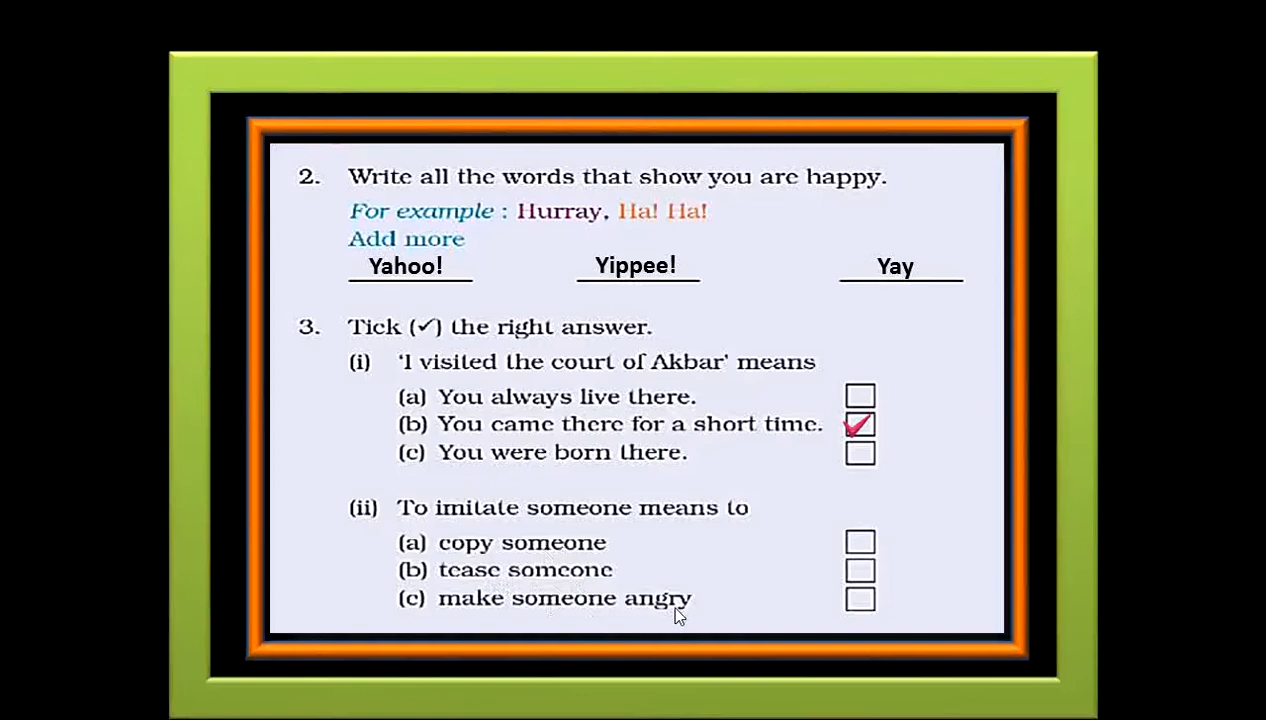 2. Write all the words that show you are happy.
For example : Hurray, Ha! Ha!
Add more
Yahoo! Yippee! Yay
3. Tick (✓) the right answer.
(i) 'I visited the court of Akbar' means
(a) You always live there.
(b) You came there for a short time.
(c) You were born there.
(ii) To imitate someone means to
(a) copy someone
(b) tease someone
(c) make someone angry